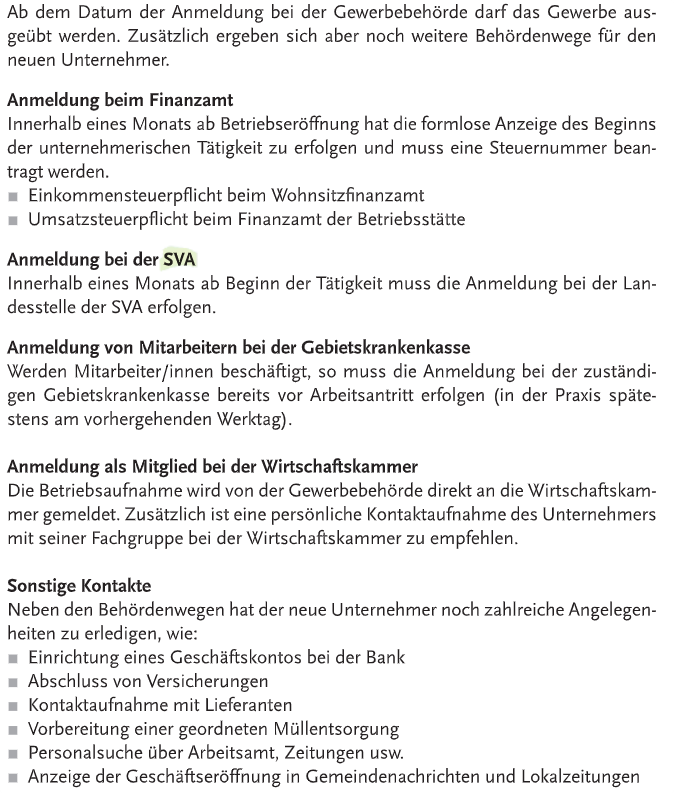 Ab dem Datum der Anmeldung bei der Gewerbebehörde darf das Gewerbe aus-
geübt werden. Zusätzlich ergeben sich aber noch weitere Behördenwege für den
neuen Unternehmer.
Anmeldung beim Finanzamt
Innerhalb eines Monats ab Betriebseröffnung hat die formlose Anzeige des Beginns
der unternehmerischen Tätigkeit zu erfolgen und muss eine Steuernummer bean-
tragt werden.
■ Einkommensteuerpflicht beim Wohnsitzfinanzamt
■ Umsatzsteuerpflicht beim Finanzamt der Betriebsstätte
Anmeldung bei der SVA
Innerhalb eines Monats ab Beginn der Tätigkeit muss die Anmeldung bei der Lan-
desstelle der SVA erfolgen.
Anmeldung von Mitarbeitern bei der Gebietskrankenkasse
Werden Mitarbeiter/innen beschäftigt, so muss die Anmeldung bei der zuständi-
gen Gebietskrankenkasse bereits vor Arbeitsantritt erfolgen (in der Praxis späte-
stens am vorhergehenden Werktag).
Anmeldung als Mitglied bei der Wirtschaftskammer
Die Betriebsaufnahme wird von der Gewerbebehörde direkt an die Wirtschaftskam-
mer gemeldet. Zusätzlich ist eine persönliche Kontaktaufnahme des Unternehmers
mit seiner Fachgruppe bei der Wirtschaftskammer zu empfehlen.
Sonstige Kontakte
Neben den Behördenwegen hat der neue Unternehmer noch zahlreiche Angelegen-
heiten zu erledigen, wie:
■ Einrichtung eines Geschäftskontos bei der Bank
■ Abschluss von Versicherungen
■ Kontaktaufnahme mit Lieferanten
■ Vorbereitung einer geordneten Müllentsorgung
■ Personalsuche über Arbeitsamt, Zeitungen usw.
■ Anzeige der Geschäftseröffnung in Gemeindenachrichten und Lokalzeitungen